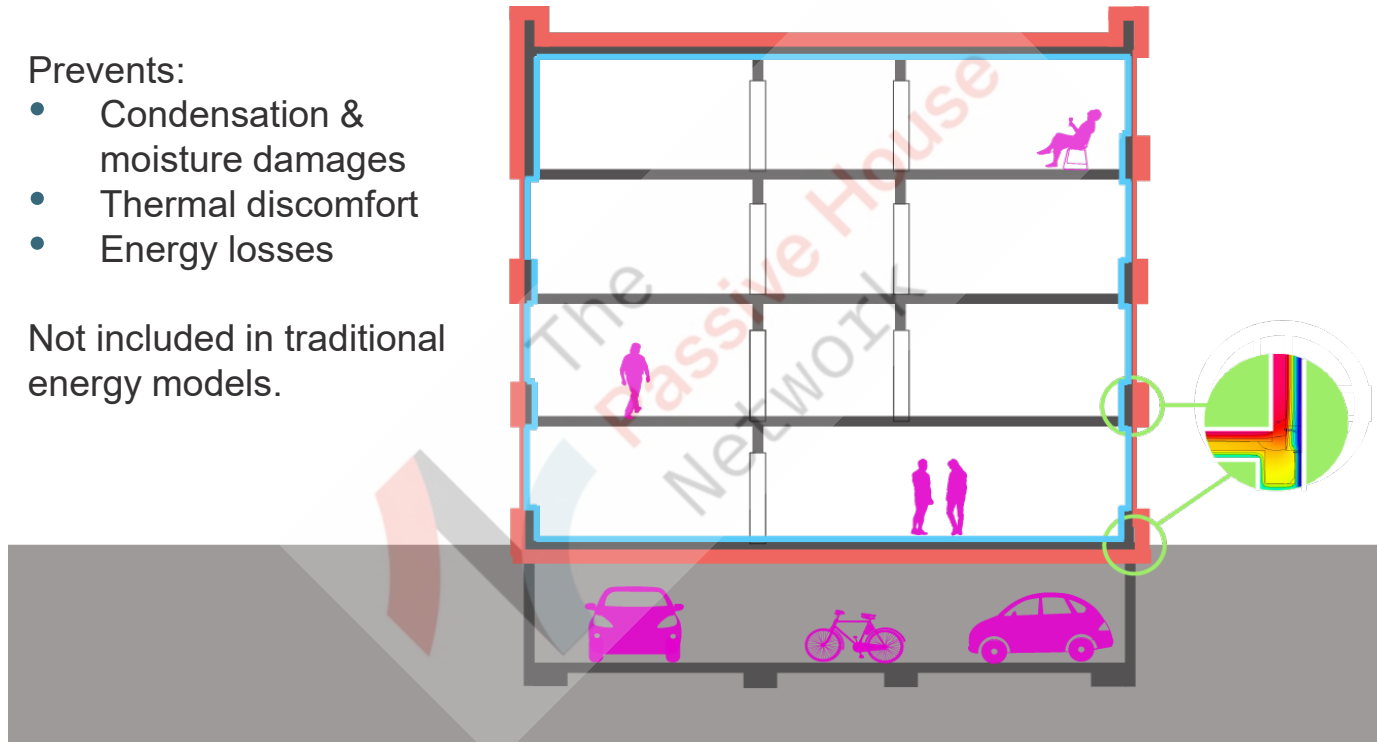 Prevents:
• Condensation &
moisture damages
• Thermal discomfort
• Energy losses
Not included in traditional
energy models.
The
Passive House
Network